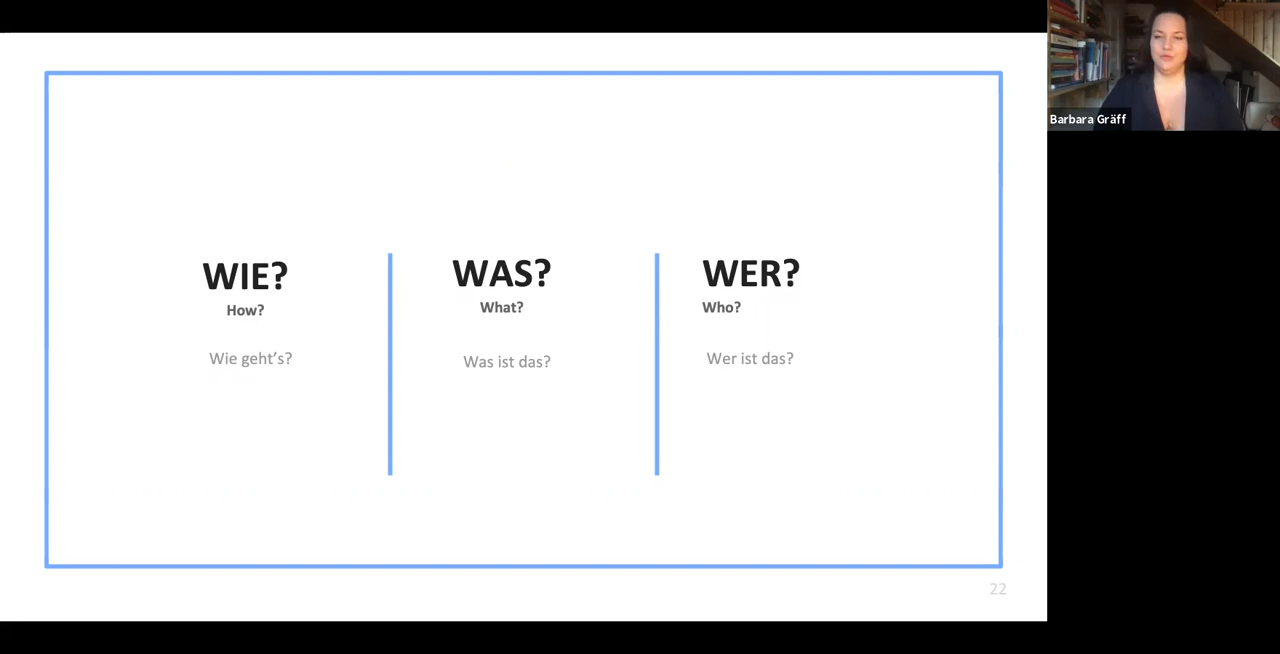 WIE?
How?
Wie geht's?
WAS?
What?
Was ist das?
WER?
Who?
Wer ist das?
22
Barbara Gräff